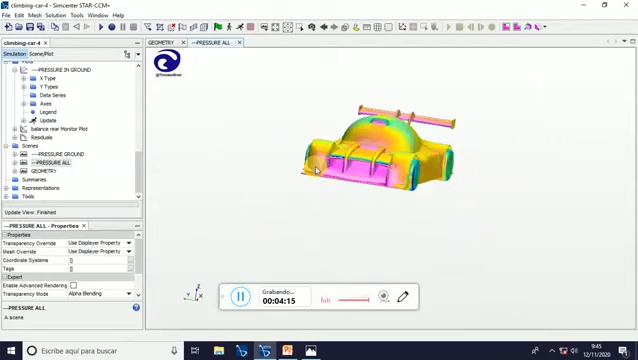 climbing-car-4 - Simcenter STAR-CCM+
File Edit Solution Tools Window Help
climbing-car-4
GEOMETRY
---PRESSURE ALL
Simulation Scene/Plot
---PRESSURE IN GROUND
X Type
Y Types
Data Series
Axes
Legend
Update
balance rear Monitor Plot
Residuals
Scenes
---PRESSURE GROUND
---PRESSURE ALL
GEOMETRY
Summaries
Representations
Tools
Update View: Finished
---PRESSURE ALL - Properties
Properties
Transparency Override Use Displayer Property
Mesh Override Use Displayer Property
Coordinate Systems []
Tags []
Expert
Enable Advanced Rendering
Transparency Mode Alpha Blending
---PRESSURE ALL
A scene
Z
Y X
Grabando...
00:04:15
Escribe aquí para buscar
9:45
12/11/2020